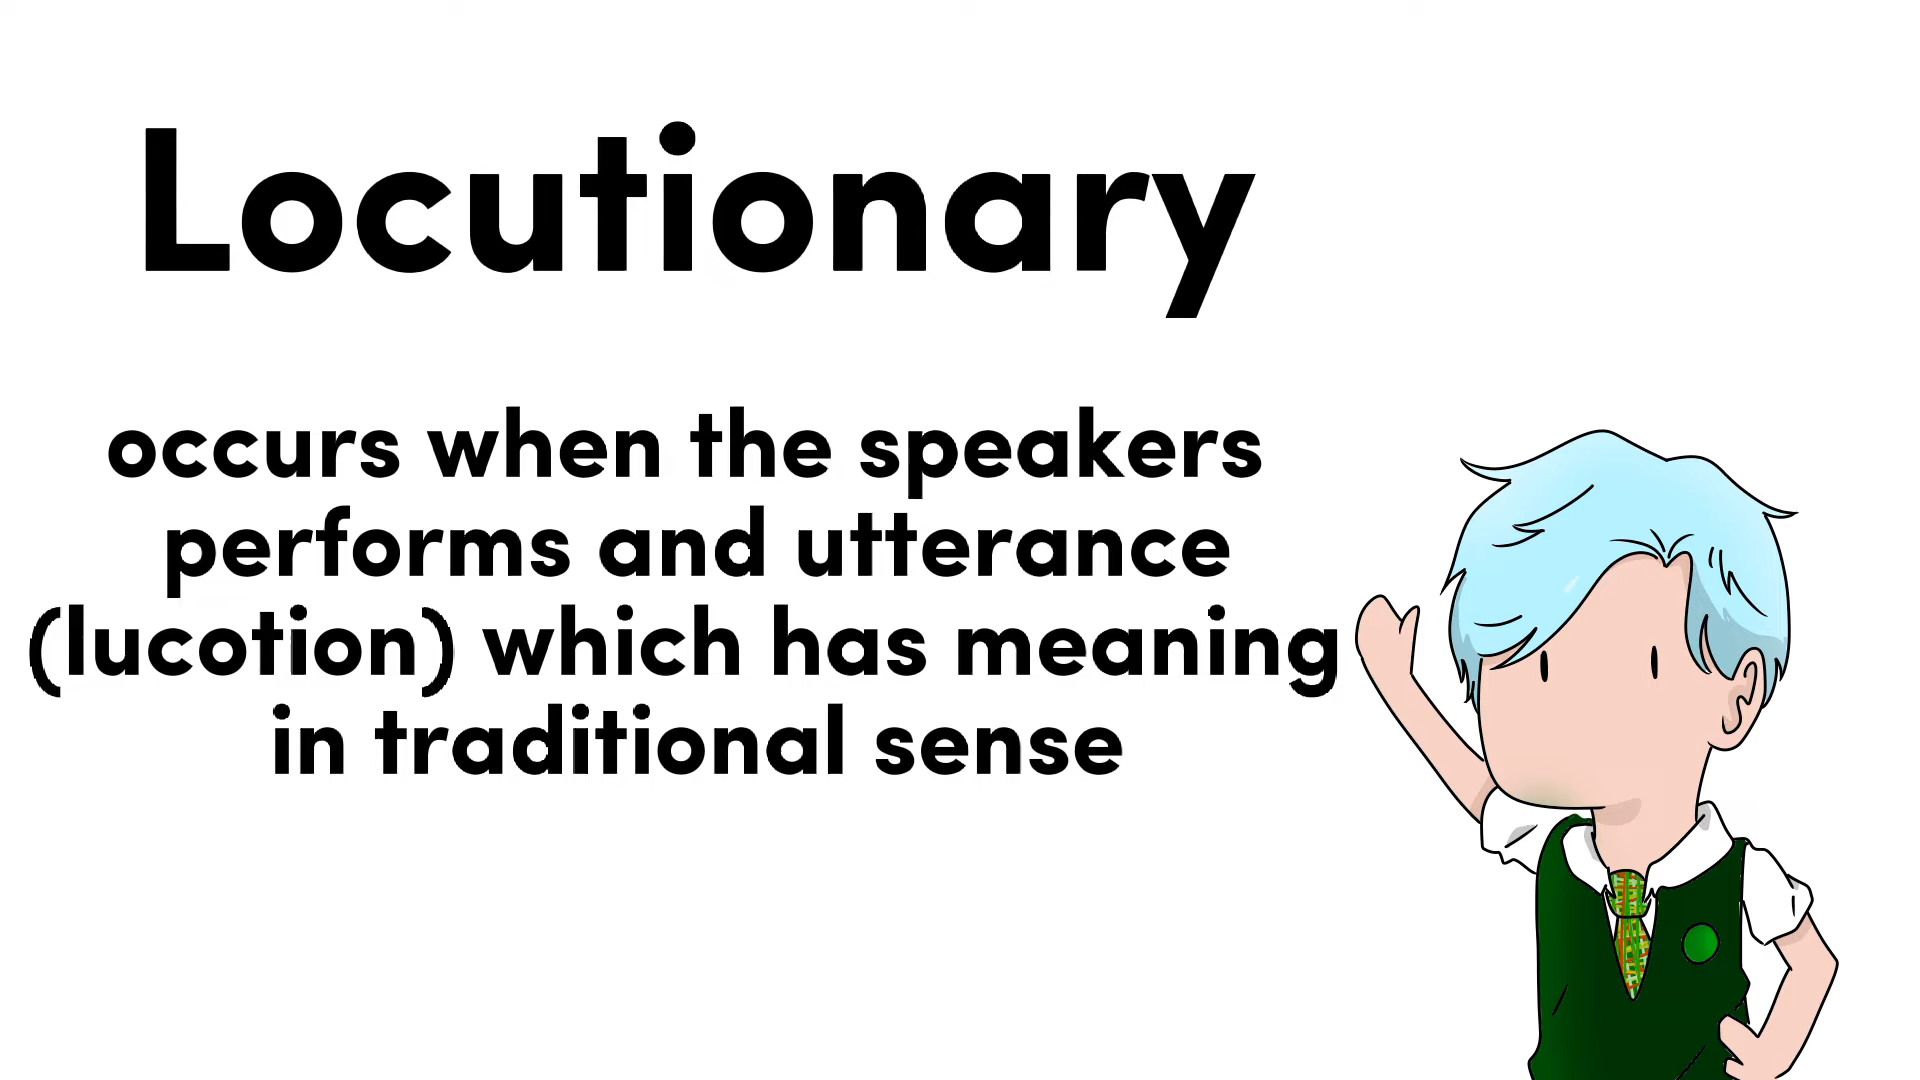 Locutionary
occurs when the speakers
performs and utterance
(lucotion) which has meaning
in traditional sense